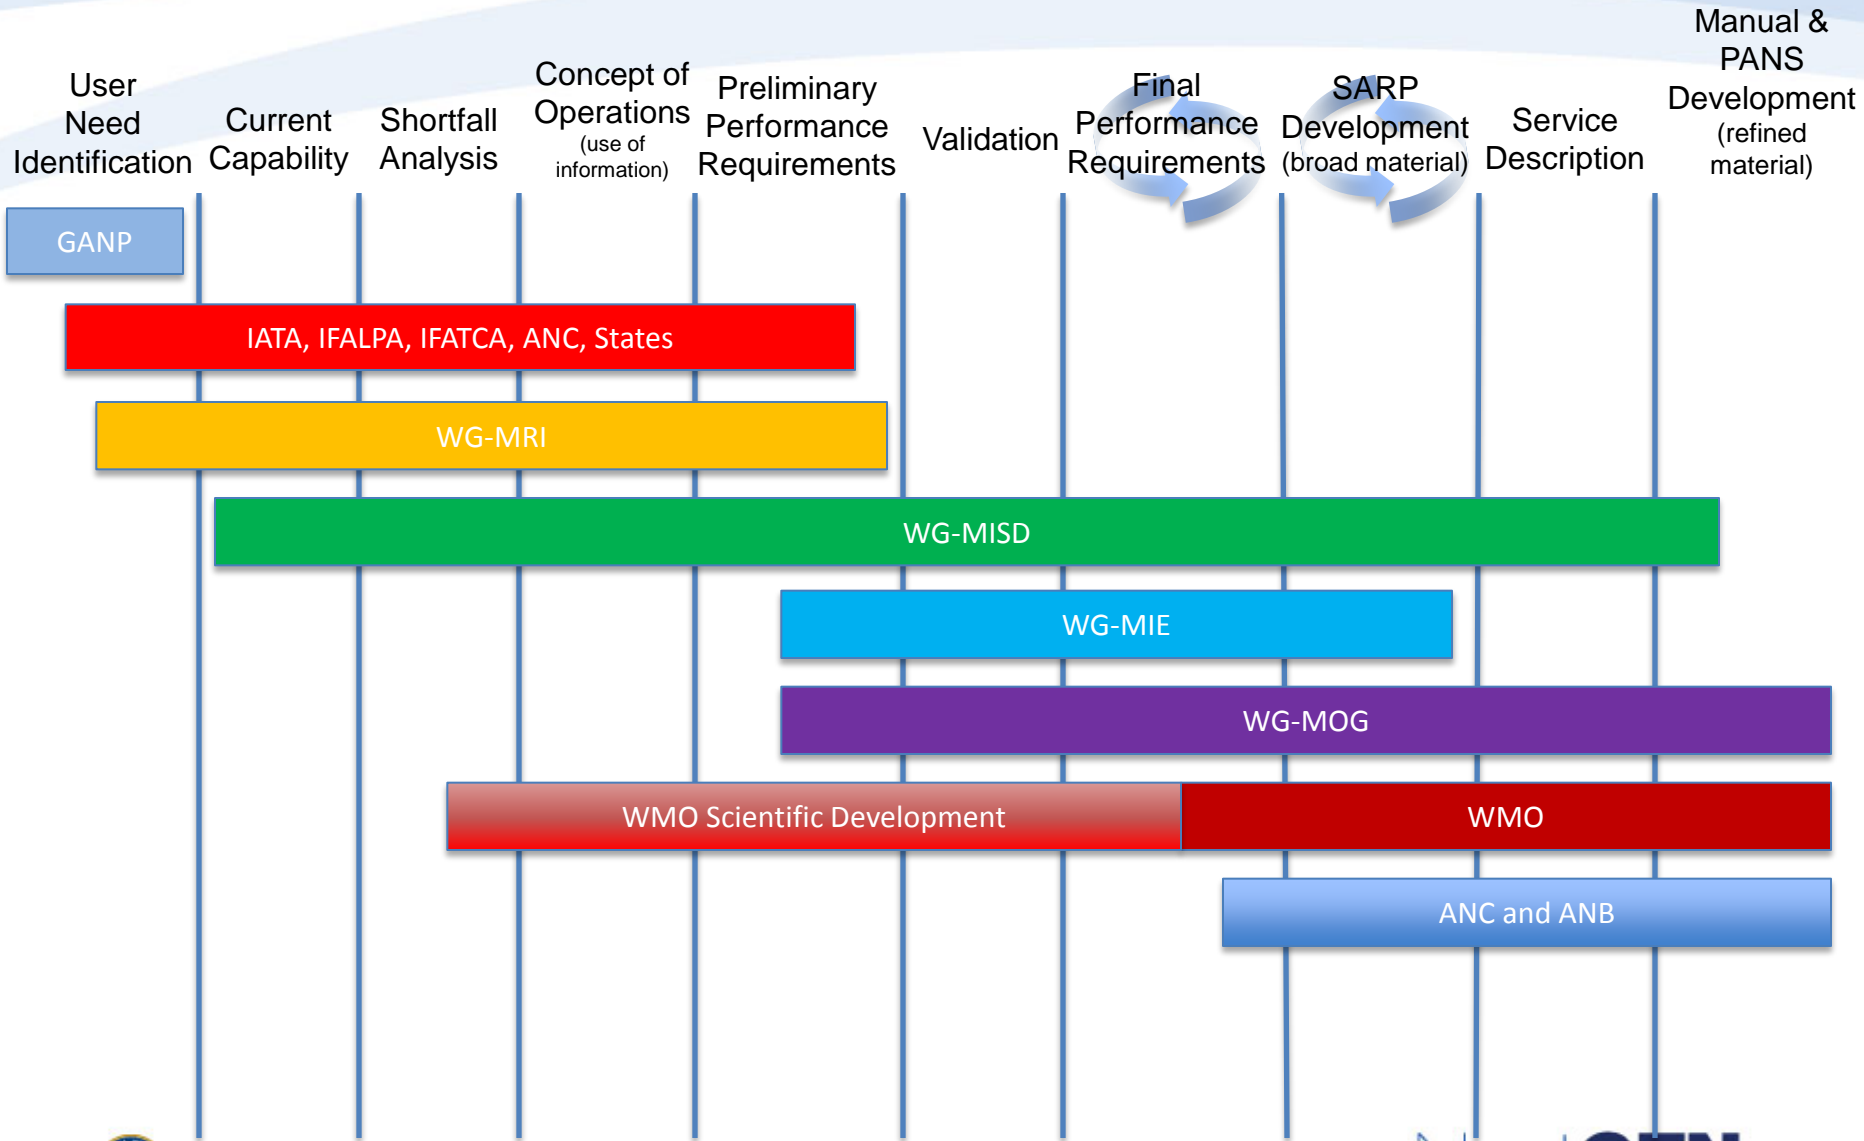 User
Need
Identification
Current
Capability
Shortfall
Analysis
Concept of
Operations
(use of
information)
Preliminary
Performance
Requirements
Validation
Final
Performance
Requirements
SARP
Development
(broad material)
Service
Description
Manual &
PANS
Development
(refined
material)
GANP
IATA, IFALPA, IFATCA, ANC, States
WG-MRI
WG-MISD
WG-MIE
WG-MOG
WMO Scientific Development
WMO
ANC and ANB